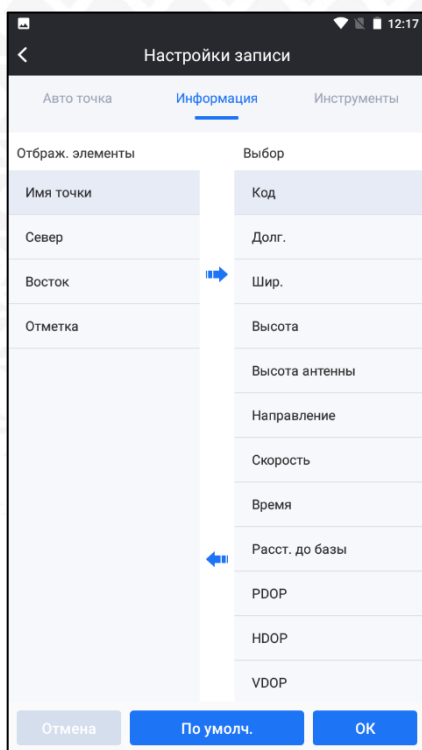 12:17
Настройки записи
Авто точка Информация Инструменты
Отбраж. элементы Выбор
Имя точки Код
Север Долг.
Восток Шир.
Отметка Высота
Высота антенны
Направление
Скорость
Время
Расст. до базы
PDOP
HDOP
VDOP
Отмена По умолч. OK